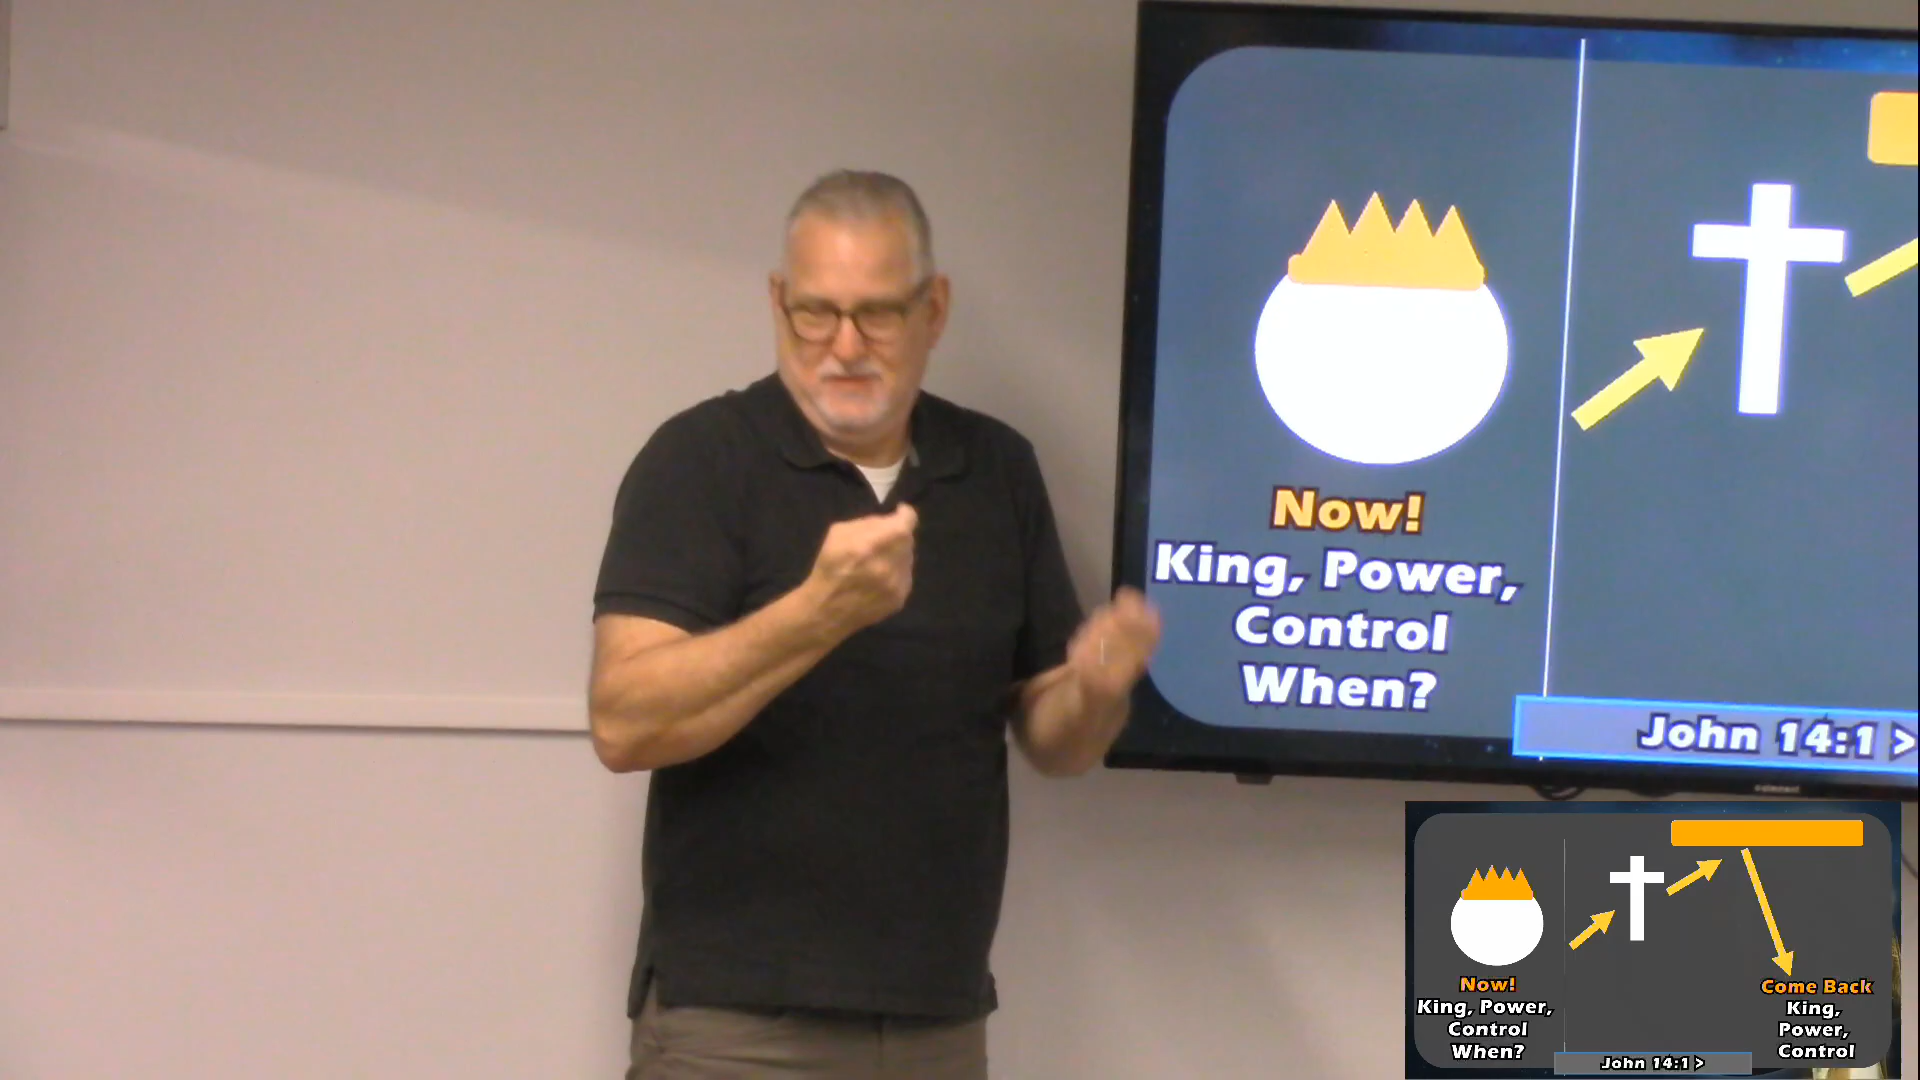 Now!
King, Power,
Control
When?
John 14:1 >
Now!
King, Power,
Control
When?
Come Back
King,
Power,
Control
John 14:1 >